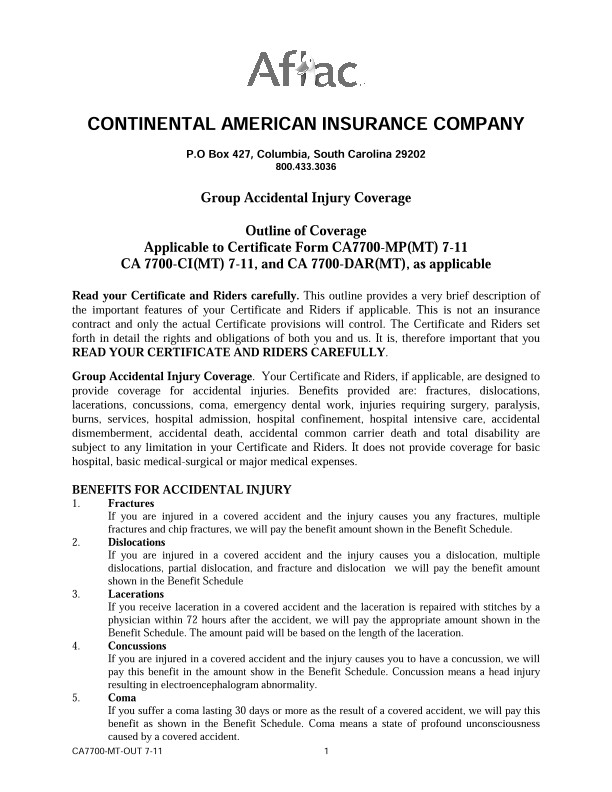 Aflac
CONTINENTAL AMERICAN INSURANCE COMPANY
P.O Box 427, Columbia, South Carolina 29202
800.433.3036
Group Accidental Injury Coverage
Outline of Coverage
Applicable to Certificate Form CA7700-MP(MT) 7-11
CA 7700-CI(MT) 7-11, and CA 7700-DAR(MT), as applicable
Read your Certificate and Riders carefully. This outline provides a very brief description of
the important features of your Certificate and Riders if applicable. This is not an insurance
contract and only the actual Certificate provisions will control. The Certificate and Riders set
forth in detail the rights and obligations of both you and us. It is, therefore important that you
READ YOUR CERTIFICATE AND RIDERS CAREFULLY.
Group Accidental Injury Coverage. Your Certificate and Riders, if applicable, are designed to
provide coverage for accidental injuries. Benefits provided are: fractures, dislocations,
lacerations, concussions, coma, emergency dental work, injuries requiring surgery, paralysis,
burns, services, hospital admission, hospital confinement, hospital intensive care, accidental
dismemberment, accidental death, accidental common carrier death and total disability are
subject to any limitation in your Certificate and Riders. It does not provide coverage for basic
hospital, basic medical-surgical or major medical expenses.
BENEFITS FOR ACCIDENTAL INJURY
1. Fractures
If you are injured in a covered accident and the injury causes you any fractures, multiple
fractures and chip fractures, we will pay the benefit amount shown in the Benefit Schedule.
2. Dislocations
If you are injured in a covered accident and the injury causes you a dislocation, multiple
dislocations, partial dislocation, and fracture and dislocation we will pay the benefit amount
shown in the Benefit Schedule
3. Lacerations
If you receive laceration in a covered accident and the laceration is repaired with stitches by a
physician within 72 hours after the accident, we will pay the appropriate amount shown in the
Benefit Schedule. The amount paid will be based on the length of the laceration.
4. Concussions
If you are injured in a covered accident and the injury causes you to have a concussion, we will
pay this benefit in the amount show in the Benefit Schedule. Concussion means a head injury
resulting in electroencephalogram abnormality.
5. Coma
If you suffer a coma lasting 30 days or more as the result of a covered accident, we will pay this
benefit as shown in the Benefit Schedule. Coma means a state of profound unconsciousness
caused by a covered accident.
CA7700-MT-OUT 7-11 1